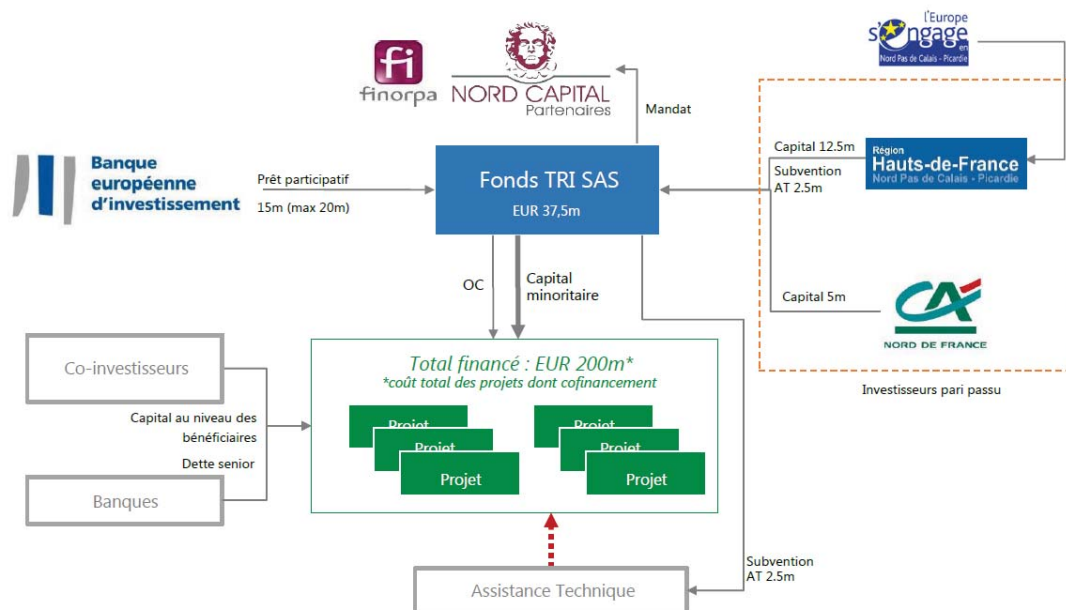 l'Europe
s'engage
en
Nord Pas de Calais - Picardie
fi
finorpa
NORD CAPITAL
Partenaires
Mandat
Banque
européenne
d'investissement
Prêt participatif
15m (max 20m)
Fonds TRI SAS
EUR 37,5m
Capital 12.5m
Subvention
AT 2.5m
Région
Hauts-de-France
Nord Pas de Calais - Picardie
OC
Capital
minoritaire
Capital 5m
CA
NORD DE FRANCE
Investisseurs pari passu
Co-investisseurs
Capital au niveau des
bénéficiaires
Dette senior
Banques
Total financé : EUR 200m*
*coût total des projets dont cofinancement
Projet
Projet
Projet
Projet
Projet
Projet
Subvention
AT 2.5m
Assistance Technique